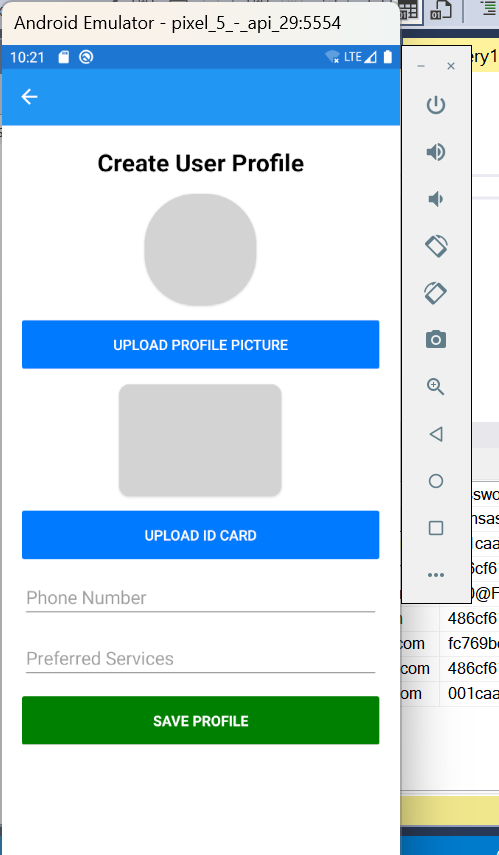 Android Emulator - pixel_5_-_api_29:5554
10:21
LTE
Create User Profile
UPLOAD PROFILE PICTURE
UPLOAD ID CARD
Phone Number
Preferred Services
SAVE PROFILE
ery1
swo
sas
caa
cf6
@F
486cf6
com fc769b
com 486cf6
om 001caa